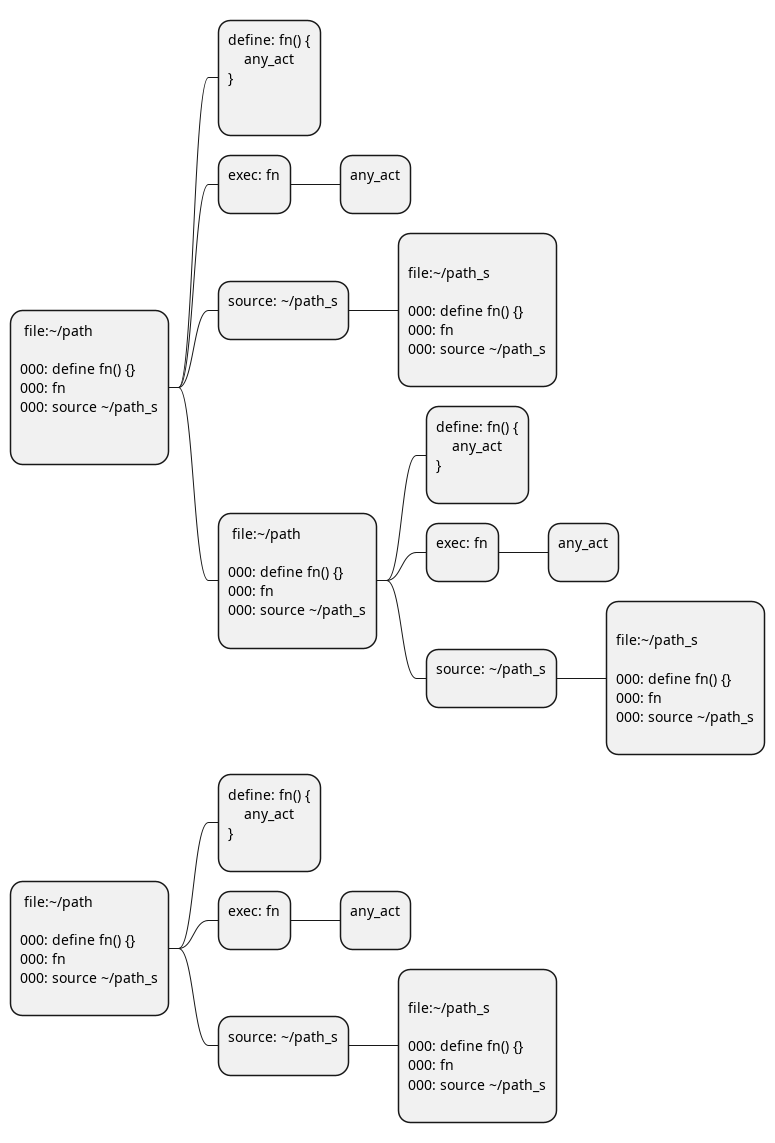 define: fn() {
any_act
}
exec: fn
any_act
file:~/path_s
000: define fn() {}
000: fn
000: source ~/path_s
source: ~/path_s
file:~/path
000: define fn() {}
000: fn
000: source ~/path_s
define: fn() {
any_act
}
file:~/path
000: define fn() {}
000: fn
000: source ~/path_s
exec: fn
any_act
file:~/path_s
000: define fn() {}
000: fn
000: source ~/path_s
source: ~/path_s
define: fn() {
any_act
}
file:~/path
000: define fn() {}
000: fn
000: source ~/path_s
exec: fn
any_act
file:~/path_s
000: define fn() {}
000: fn
000: source ~/path_s
source: ~/path_s